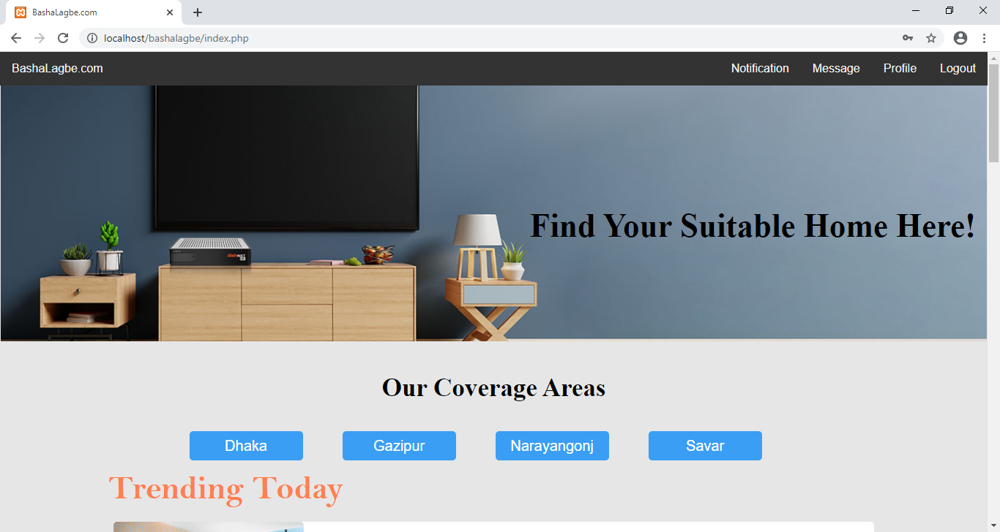 BashaLagbe.com
localhost/bashalagbe/index.php
BashaLagbe.com Notification Message Profile Logout
Find Your Suitable Home Here!
Our Coverage Areas
Dhaka Gazipur Narayangonj Savar
Trending Today